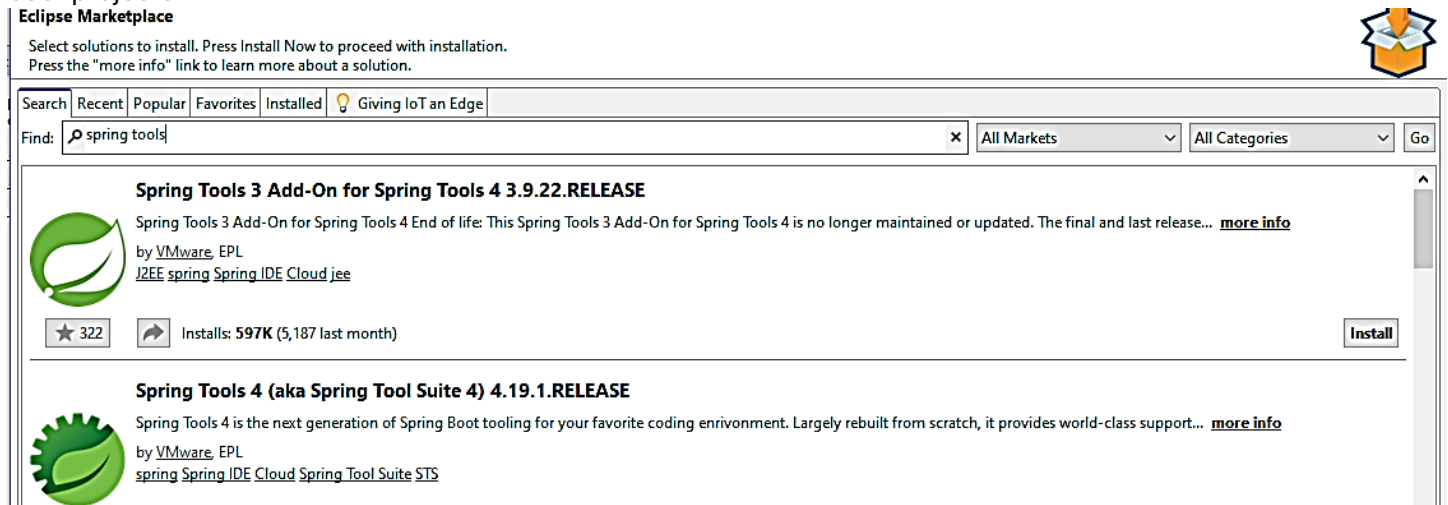 Eclipse Marketplace
Select solutions to install. Press Install Now to proceed with installation.
Press the "more info" link to learn more about a solution.
Search Recent Popular Favorites Installed Giving IoT an Edge
Find: spring tools All Markets All Categories Go
Spring Tools 3 Add-On for Spring Tools 4 3.9.22.RELEASE
Spring Tools 3 Add-On for Spring Tools 4 End of life: This Spring Tools 3 Add-On for Spring Tools 4 is no longer maintained or updated. The final and last release... more info
by VMware, EPL
J2EE spring Spring IDE Cloud jee
322 Installs: 597K (5,187 last month) Install
Spring Tools 4 (aka Spring Tool Suite 4) 4.19.1.RELEASE
Spring Tools 4 is the next generation of Spring Boot tooling for your favorite coding enrivonment. Largely rebuilt from scratch, it provides world-class support... more info
by VMware, EPL
spring Spring IDE Cloud Spring Tool Suite STS